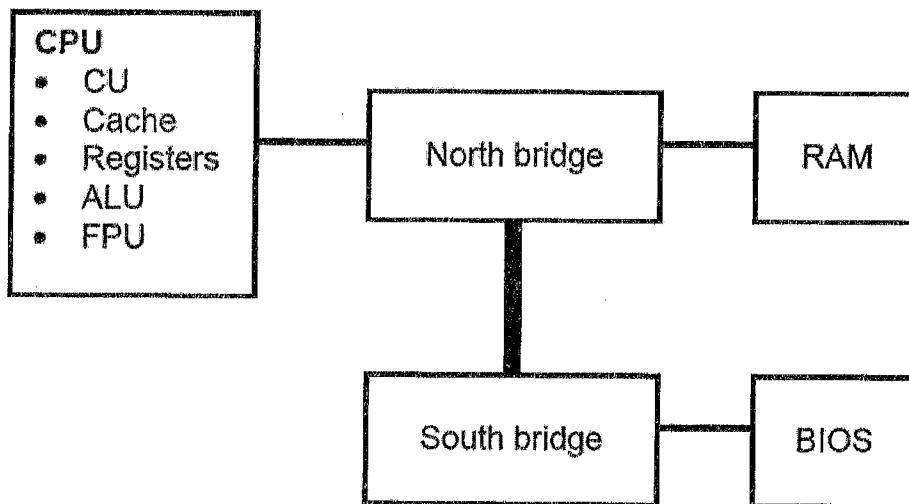 CPU
• CU
• Cache
• Registers
• ALU
• FPU
North bridge
RAM
South bridge
BIOS